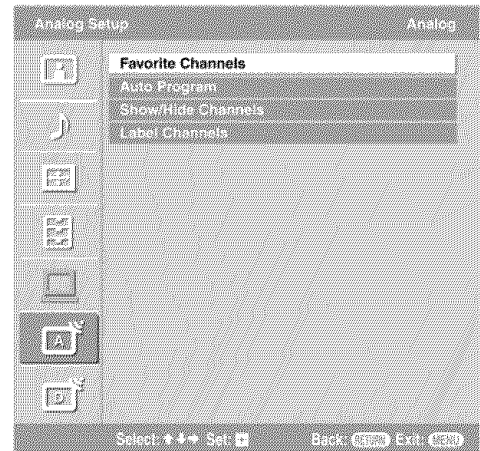 Analog Setup Analog
Favorite Channels
Auto Program
Show/Hide Channels
Label Channels
A
D
Select: Set: Back: RETURN Exit: MENU